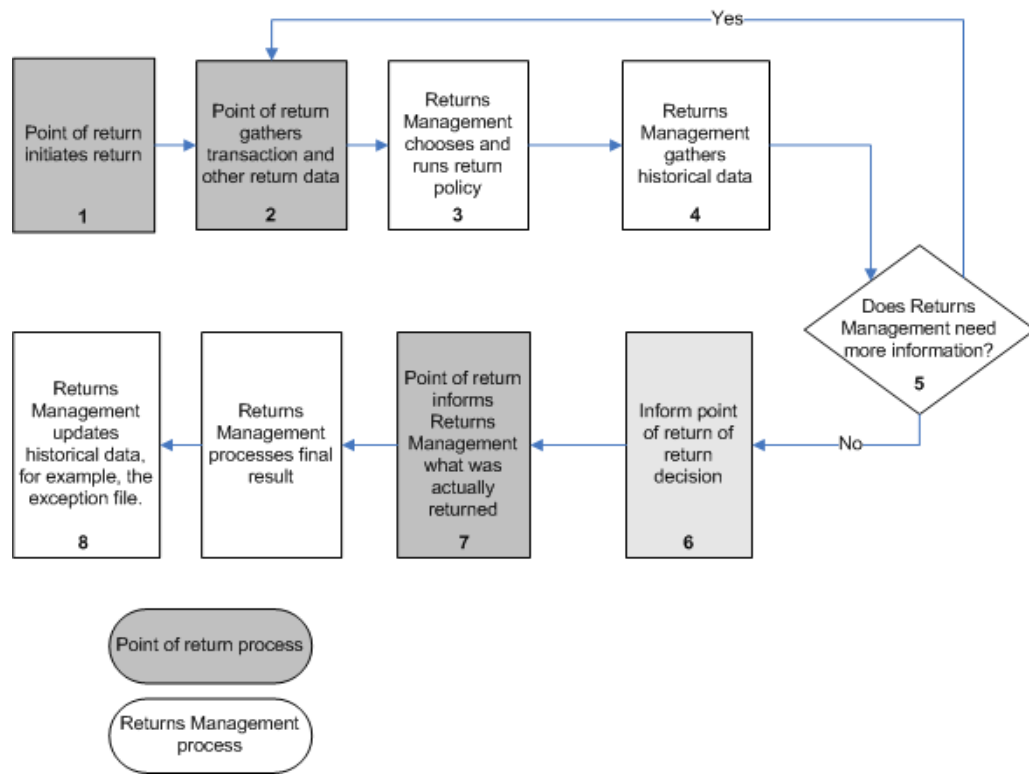 Yes
Point of return
initiates return
1
Point of return
gathers
transaction and
other return data
2
Returns
Management
chooses and
runs return
policy
3
Returns
Management
gathers
historical data
4
Does Returns
Management need
more information?
5
No
Inform point
of return of
return
decision
6
Point of return
informs
Returns
Management
what was
actually
returned
7
Returns
Management
processes final
result
Returns
Management
updates
historical data,
for example, the
exception file.
8
Point of return process
Returns Management
process